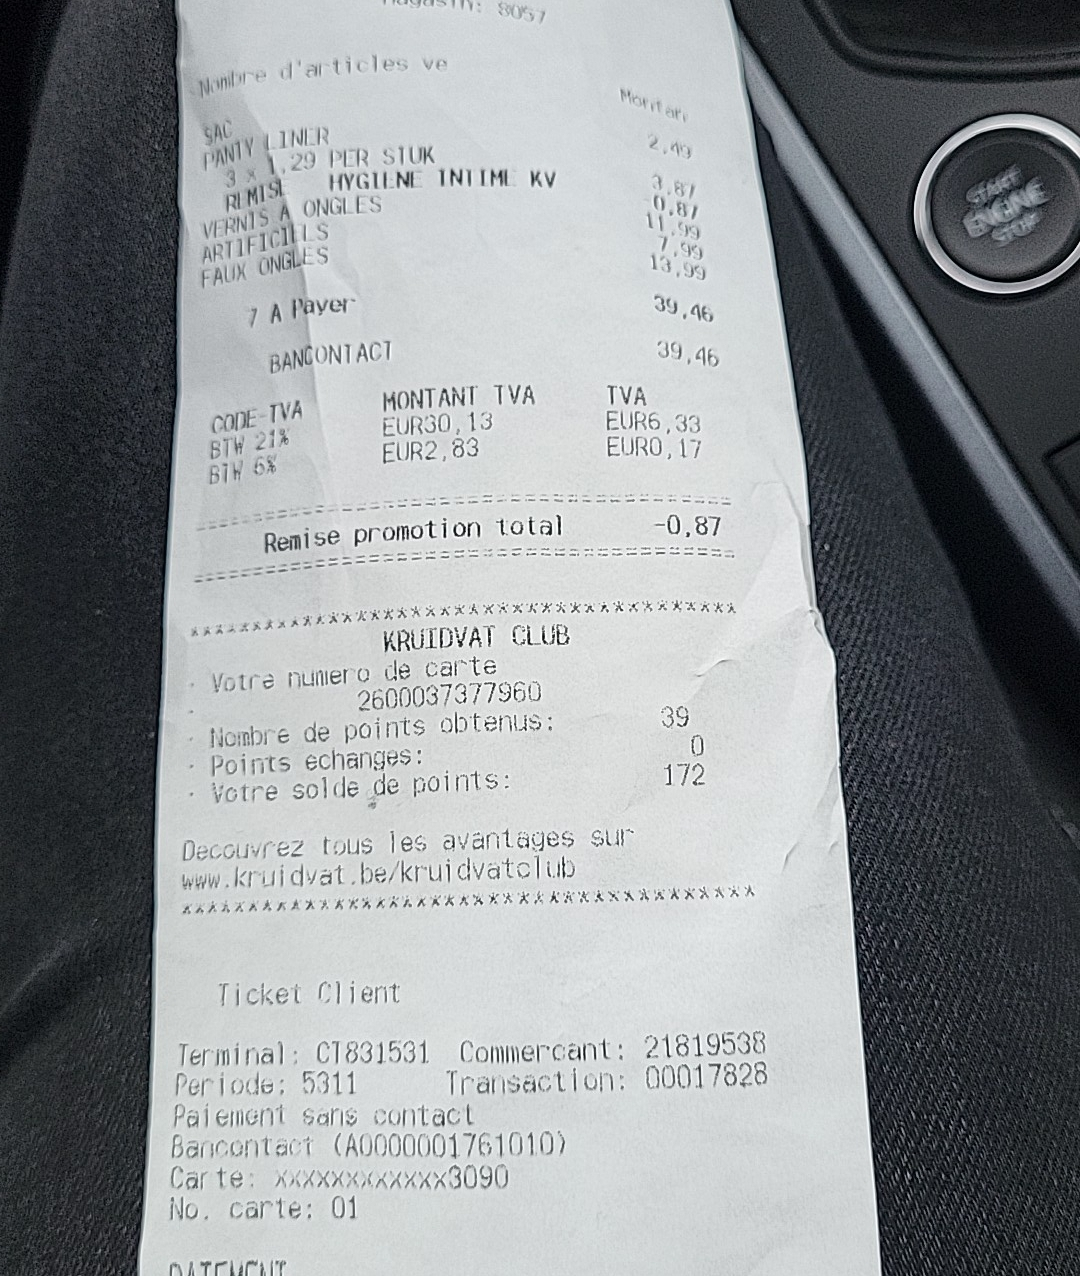 Magasin: 8057
Nombre d'articles ve
Montan
SAC 2,49
PANTY LINER
3 x 1,29 PER STUK 3,87
REMISE HYGIENE INTIME KV -0,87
VERNIS A ONGLES 11,99
ARTIFICIELS 7,99
FAUX ONGLES 13,99
7 A Payer 39,46
BANCONTACT 39,46
CODE-TVA MONTANT TVA TVA
BTW 21% EUR30,13 EUR6,33
BTW 6% EUR2,83 EUR0,17
Remise promotion total -0,87
KRUIDVAT CLUB
· Votre numero de carte
· 2600037377960
· Nombre de points obtenus: 39
· Points echanges: 0
· Votre solde de points: 172
Decouvrez tous les avantages sur
www.kruidvat.be/kruidvatclub
***************************************
Ticket Client
Terminal: CT831531 Commercant: 21819538
Periode: 5311 Transaction: 00017828
Paiement sans contact
Bancontact (A0000001761010)
Carte: xxxxxxxxxxxxx3090
No. carte: 01
PAIEMENT
START
ENGINE
STOP